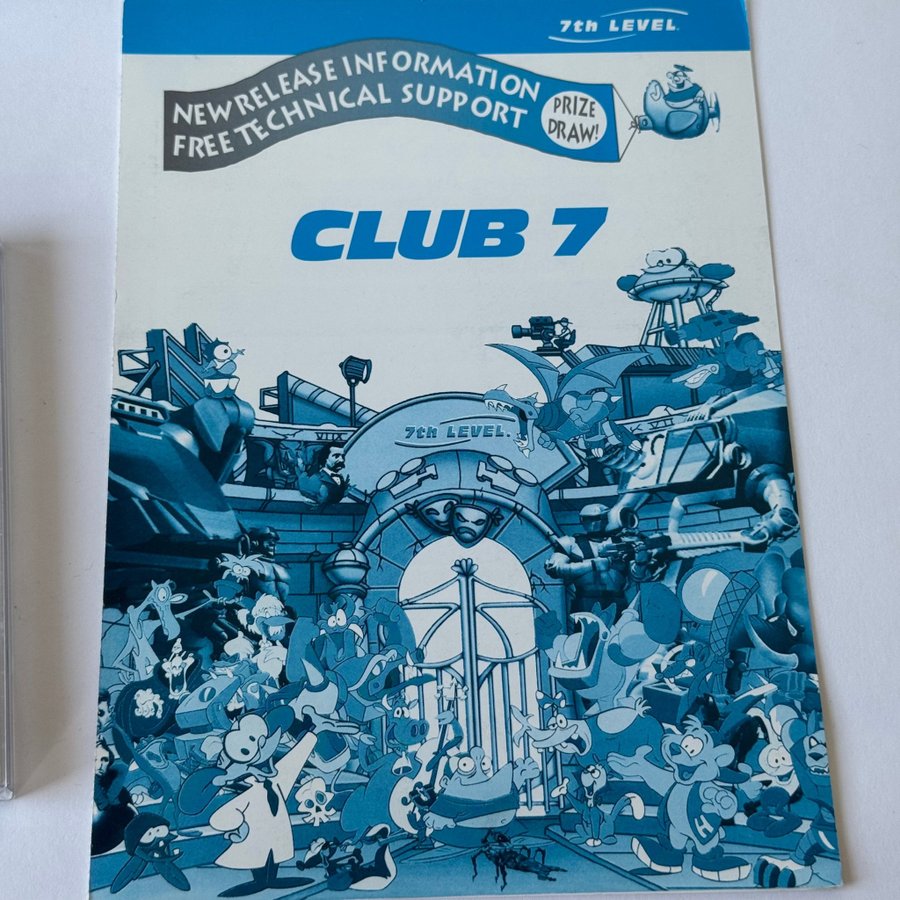 7th LEVEL
NEW RELEASE INFORMATION
FREE TECHNICAL SUPPORT
PRIZE
DRAW!
CLUB 7
7th LEVEL
H